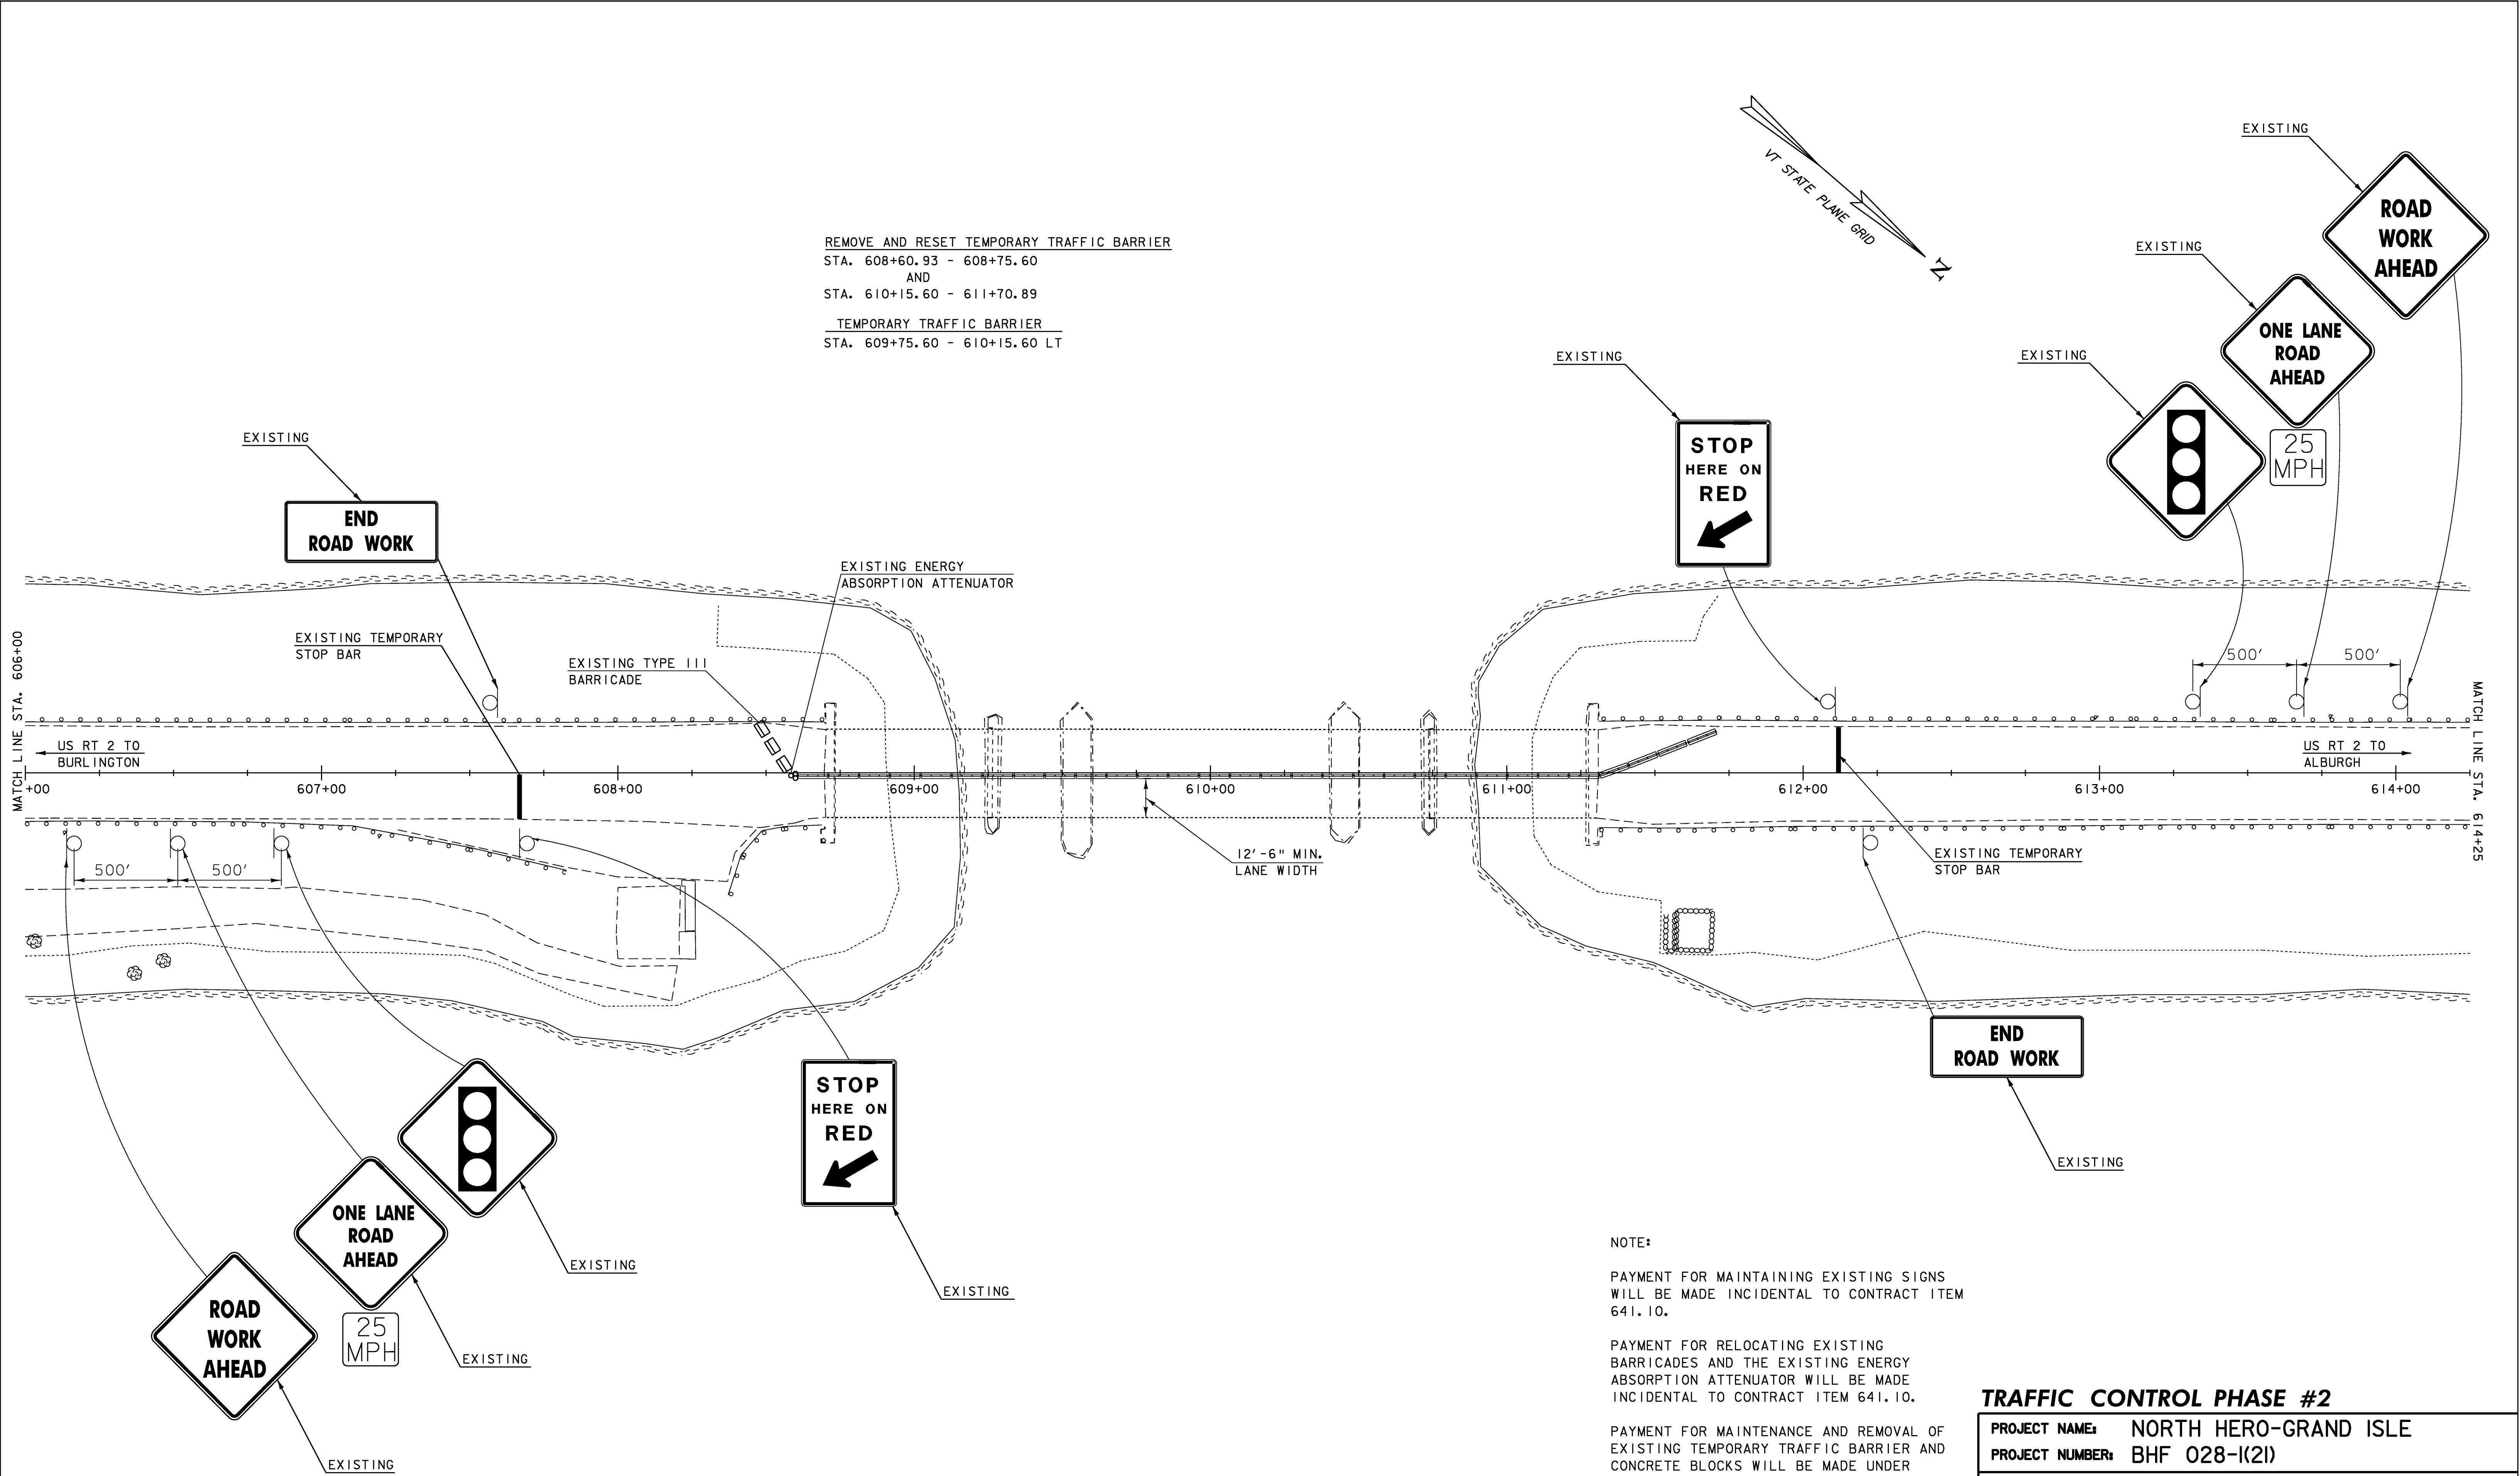 VT STATE PLANE GRID
N
EXISTING
ROAD
WORK
AHEAD
EXISTING
ONE LANE
ROAD
AHEAD
EXISTING
25
MPH
REMOVE AND RESET TEMPORARY TRAFFIC BARRIER
STA. 608+60.93 - 608+75.60
AND
STA. 610+15.60 - 611+70.89
TEMPORARY TRAFFIC BARRIER
STA. 609+75.60 - 610+15.60 LT
EXISTING
STOP
HERE ON
RED
EXISTING
END
ROAD WORK
EXISTING ENERGY
ABSORPTION ATTENUATOR
EXISTING TEMPORARY
STOP BAR
EXISTING TYPE III
BARRICADE
500'
500'
MATCH LINE STA. 606+00
US RT 2 TO
BURLINGTON
US RT 2 TO
ALBURGH
MATCH LINE STA. 614+25
+00
607+00
608+00
609+00
610+00
611+00
612+00
613+00
614+00
500'
500'
12'-6" MIN.
LANE WIDTH
EXISTING TEMPORARY
STOP BAR
END
ROAD WORK
EXISTING
STOP
HERE ON
RED
EXISTING
EXISTING
ONE LANE
ROAD
AHEAD
25
MPH
EXISTING
ROAD
WORK
AHEAD
EXISTING
NOTE:
PAYMENT FOR MAINTAINING EXISTING SIGNS
WILL BE MADE INCIDENTAL TO CONTRACT ITEM
641.10.
PAYMENT FOR RELOCATING EXISTING
BARRICADES AND THE EXISTING ENERGY
ABSORPTION ATTENUATOR WILL BE MADE
INCIDENTAL TO CONTRACT ITEM 641.10.
PAYMENT FOR MAINTENANCE AND REMOVAL OF
EXISTING TEMPORARY TRAFFIC BARRIER AND
CONCRETE BLOCKS WILL BE MADE UNDER
TRAFFIC CONTROL PHASE #2
PROJECT NAME: NORTH HERO-GRAND ISLE
PROJECT NUMBER: BHF 028-1(21)